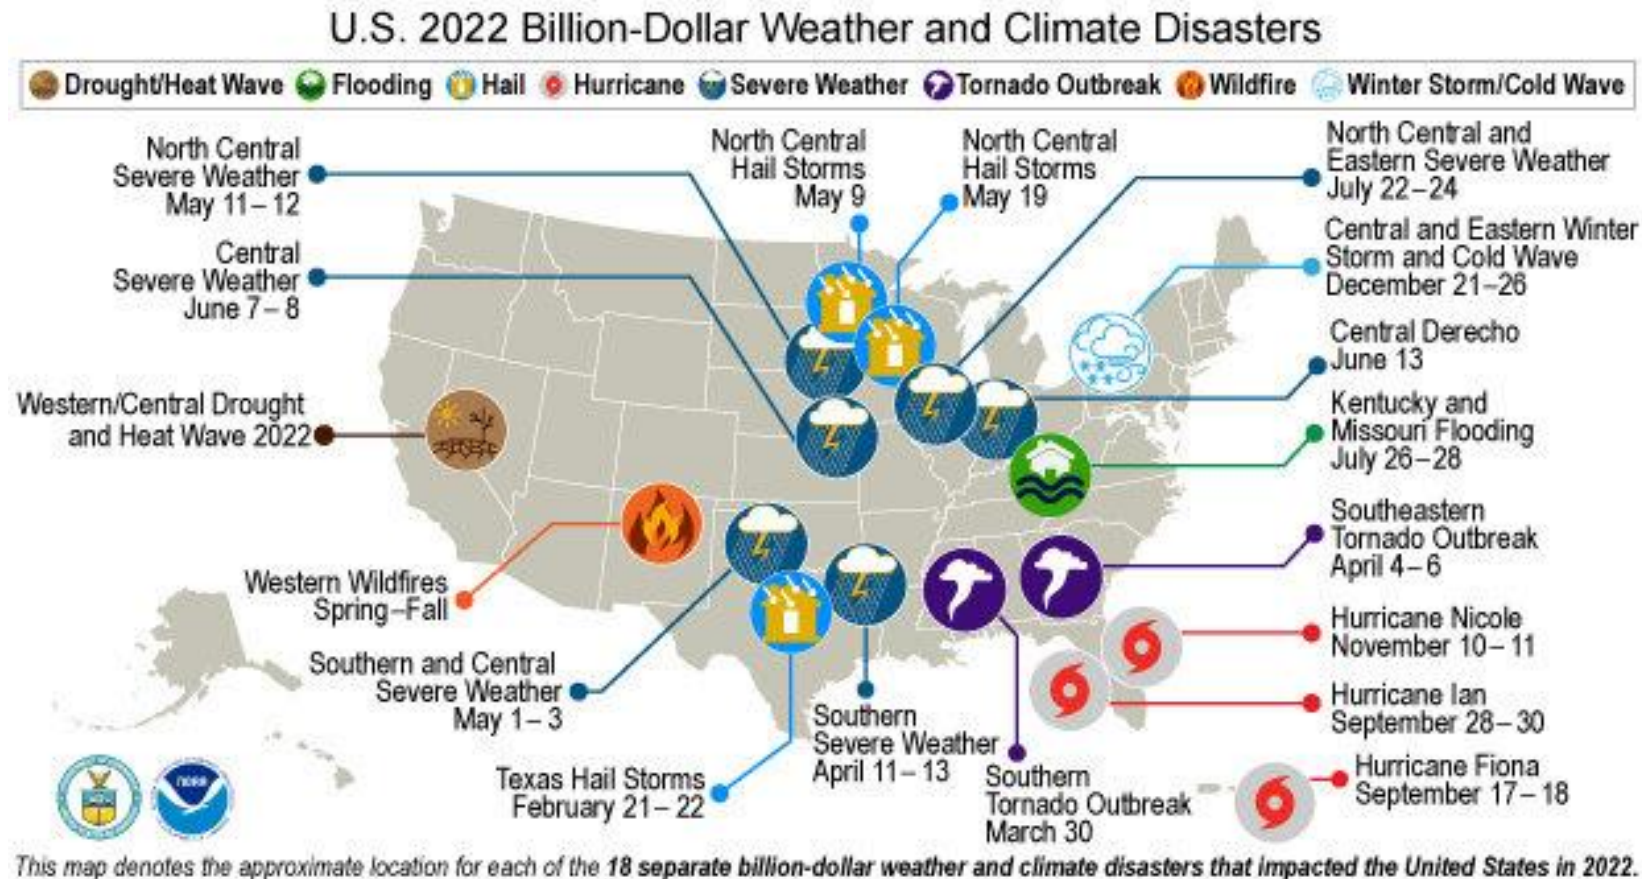 U.S. 2022 Billion-Dollar Weather and Climate Disasters
Drought/Heat Wave Flooding Hail Hurricane Severe Weather Tornado Outbreak Wildfire Winter Storm/Cold Wave
North Central
Severe Weather
May 11–12
Central
Severe Weather
June 7–8
Western/Central Drought
and Heat Wave 2022
Western Wildfires
Spring–Fall
Southern and Central
Severe Weather
May 1–3
Texas Hail Storms
February 21–22
North Central
Hail Storms
May 9
North Central
Hail Storms
May 19
Southern
Severe Weather
April 11–13
Southern
Tornado Outbreak
March 30
North Central and
Eastern Severe Weather
July 22–24
Central and Eastern Winter
Storm and Cold Wave
December 21–26
Central Derecho
June 13
Kentucky and
Missouri Flooding
July 26–28
Southeastern
Tornado Outbreak
April 4–6
Hurricane Nicole
November 10–11
Hurricane Ian
September 28–30
Hurricane Fiona
September 17–18
noaa
This map denotes the approximate location for each of the 18 separate billion-dollar weather and climate disasters that impacted the United States in 2022.